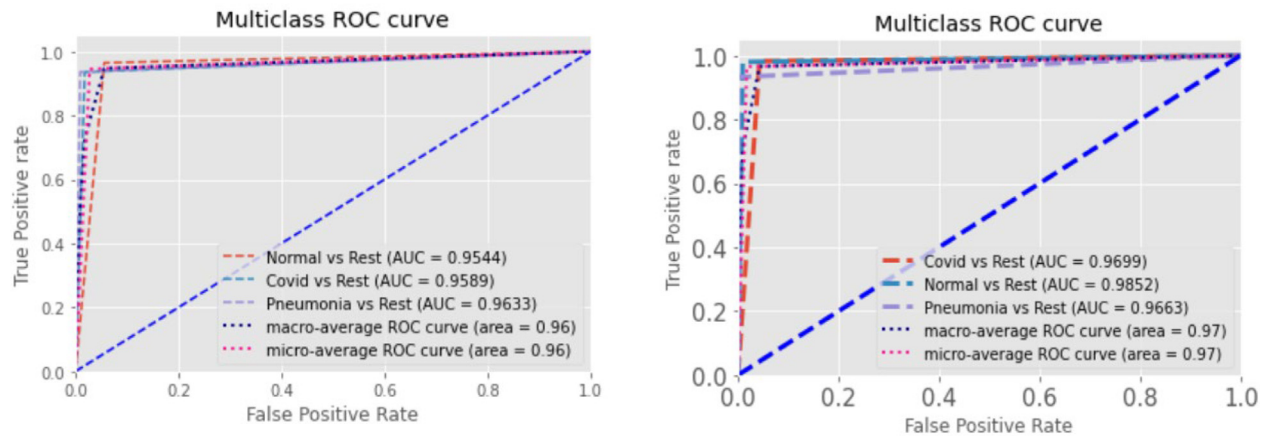 Multiclass ROC curve
True Positive rate
1.0
0.8
0.6
0.4
0.2
0.0
Normal vs Rest (AUC = 0.9544)
Covid vs Rest (AUC = 0.9589)
Pneumonia vs Rest (AUC = 0.9633)
macro-average ROC curve (area = 0.96)
micro-average ROC curve (area = 0.96)
0.0 0.2 0.4 0.6 0.8 1.0
False Positive Rate
Multiclass ROC curve
True Positive rate
1.0
0.8
0.6
0.4
0.2
0.0
Covid vs Rest (AUC = 0.9699)
Normal vs Rest (AUC = 0.9852)
Pneumonia vs Rest (AUC = 0.9663)
macro-average ROC curve (area = 0.97)
micro-average ROC curve (area = 0.97)
0.0 0.2 0.4 0.6 0.8 1.0
False Positive Rate